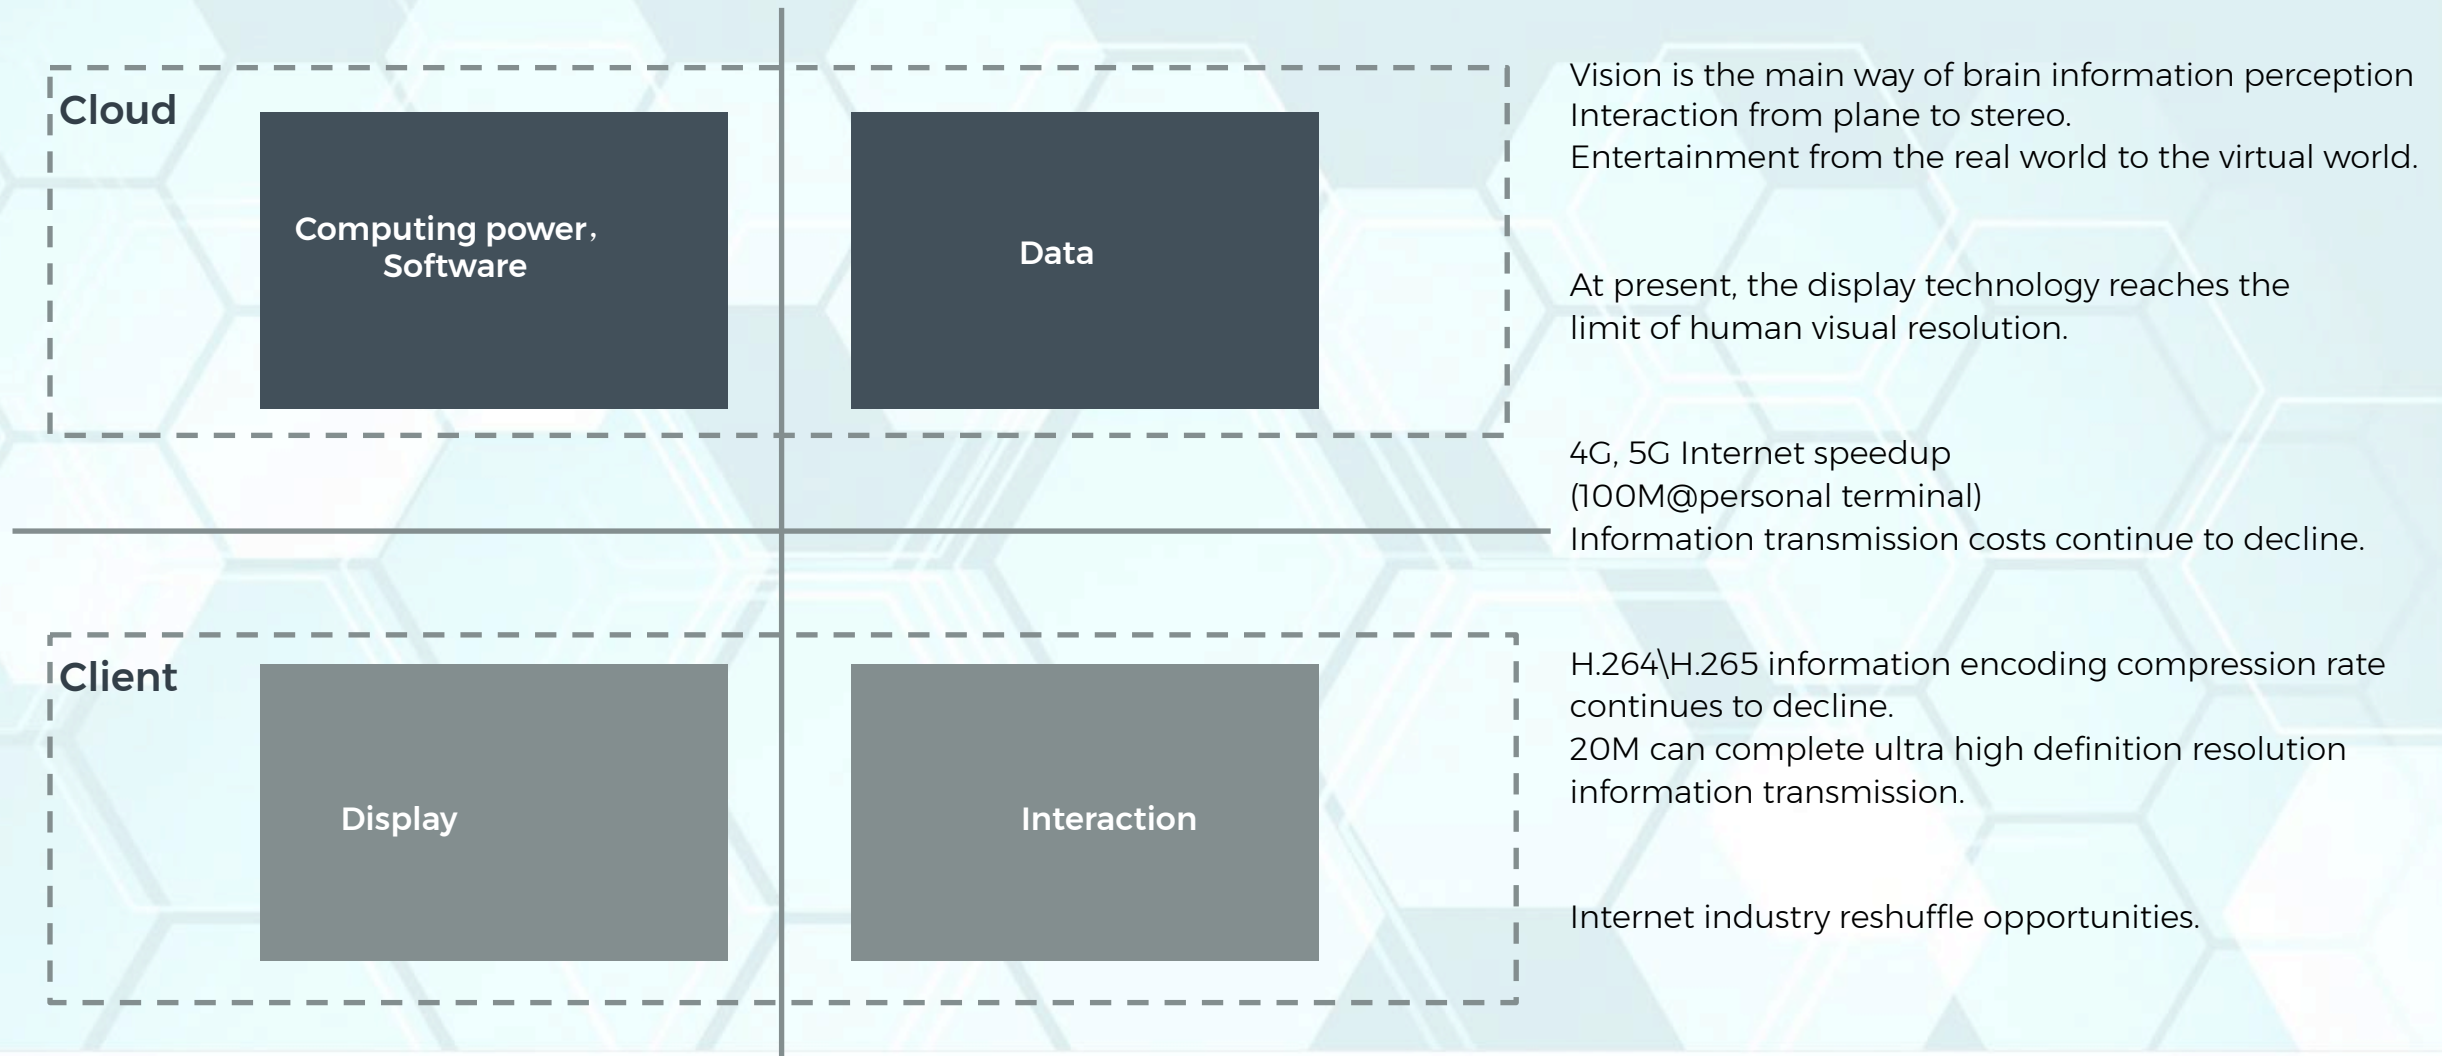 Cloud
Computing power，
Software
Data
Client
Display
Interaction
Vision is the main way of brain information perception
Interaction from plane to stereo.
Entertainment from the real world to the virtual world.
At present, the display technology reaches the
limit of human visual resolution.
4G, 5G Internet speedup
(100M@personal terminal)
Information transmission costs continue to decline.
H.264\H.265 information encoding compression rate
continues to decline.
20M can complete ultra high definition resolution
information transmission.
Internet industry reshuffle opportunities.